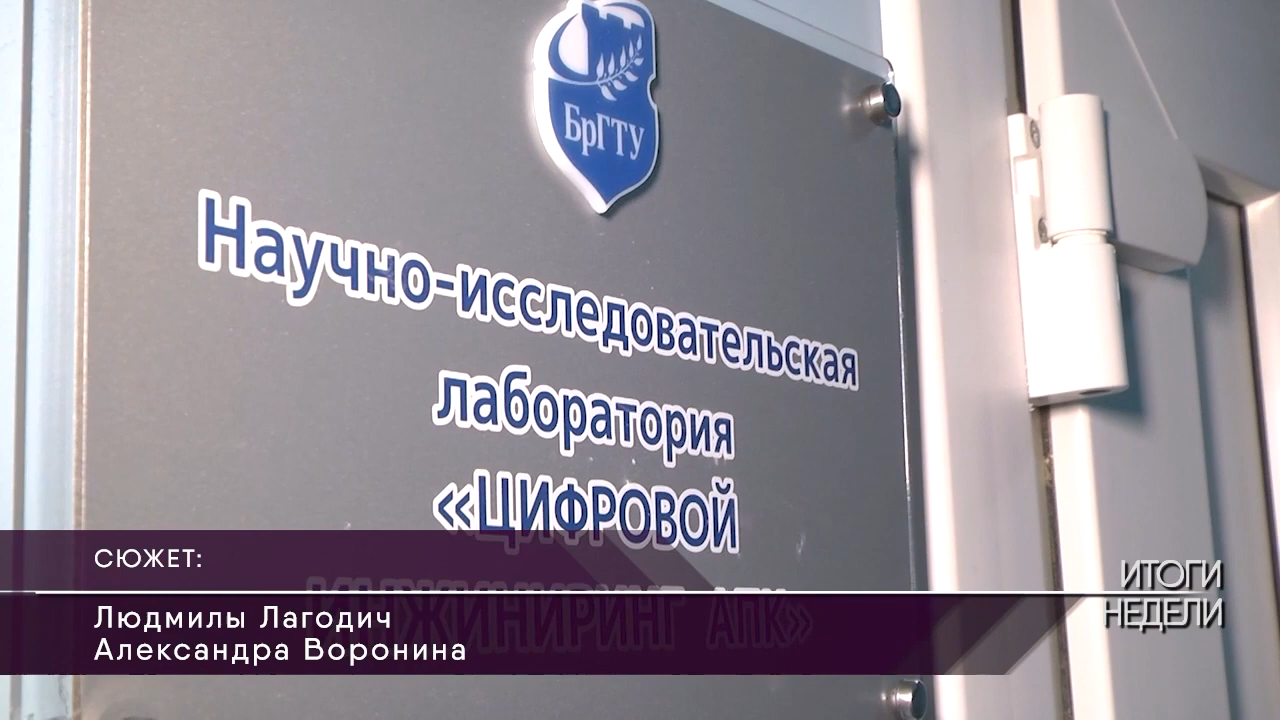 БрГТУ
Научно-исследовательская
лаборатория
«ЦИФРОВОЙ
ИНЖИНИРИНГ АПК»
СЮЖЕТ:
Людмилы Лагодич
Александра Воронина
ИТОГИ
НЕДЕЛИ